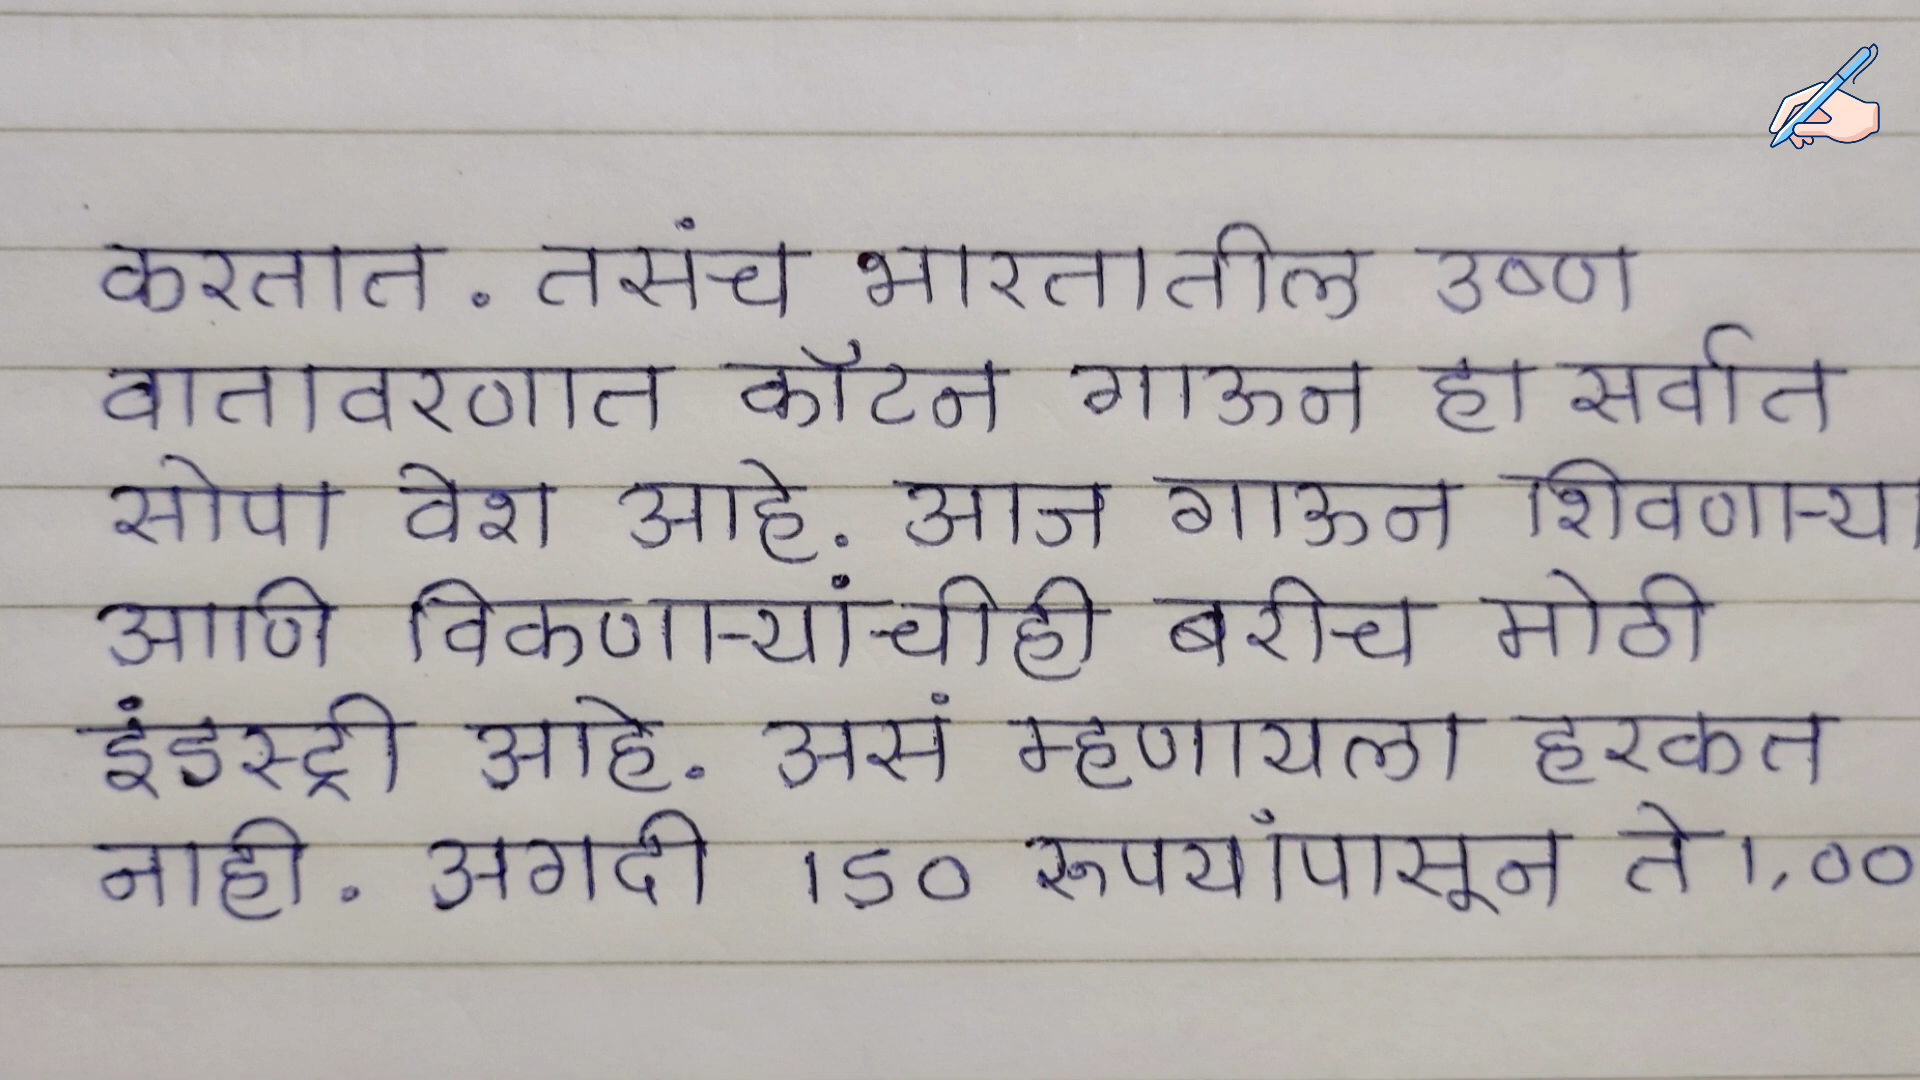 करतात. तसंच भारतातील उष्ण
वातावरणात कॉटन गाऊन हा सर्वात
सोपा वेश आहे. आज गाऊन शिवणाऱ्या
आणि विकणाऱ्यांचीही बरीच मोठी
इंडस्ट्री आहे. असं म्हणायला हरकत
नाही. अगदी 150 रूपयांपासून ते 1,00